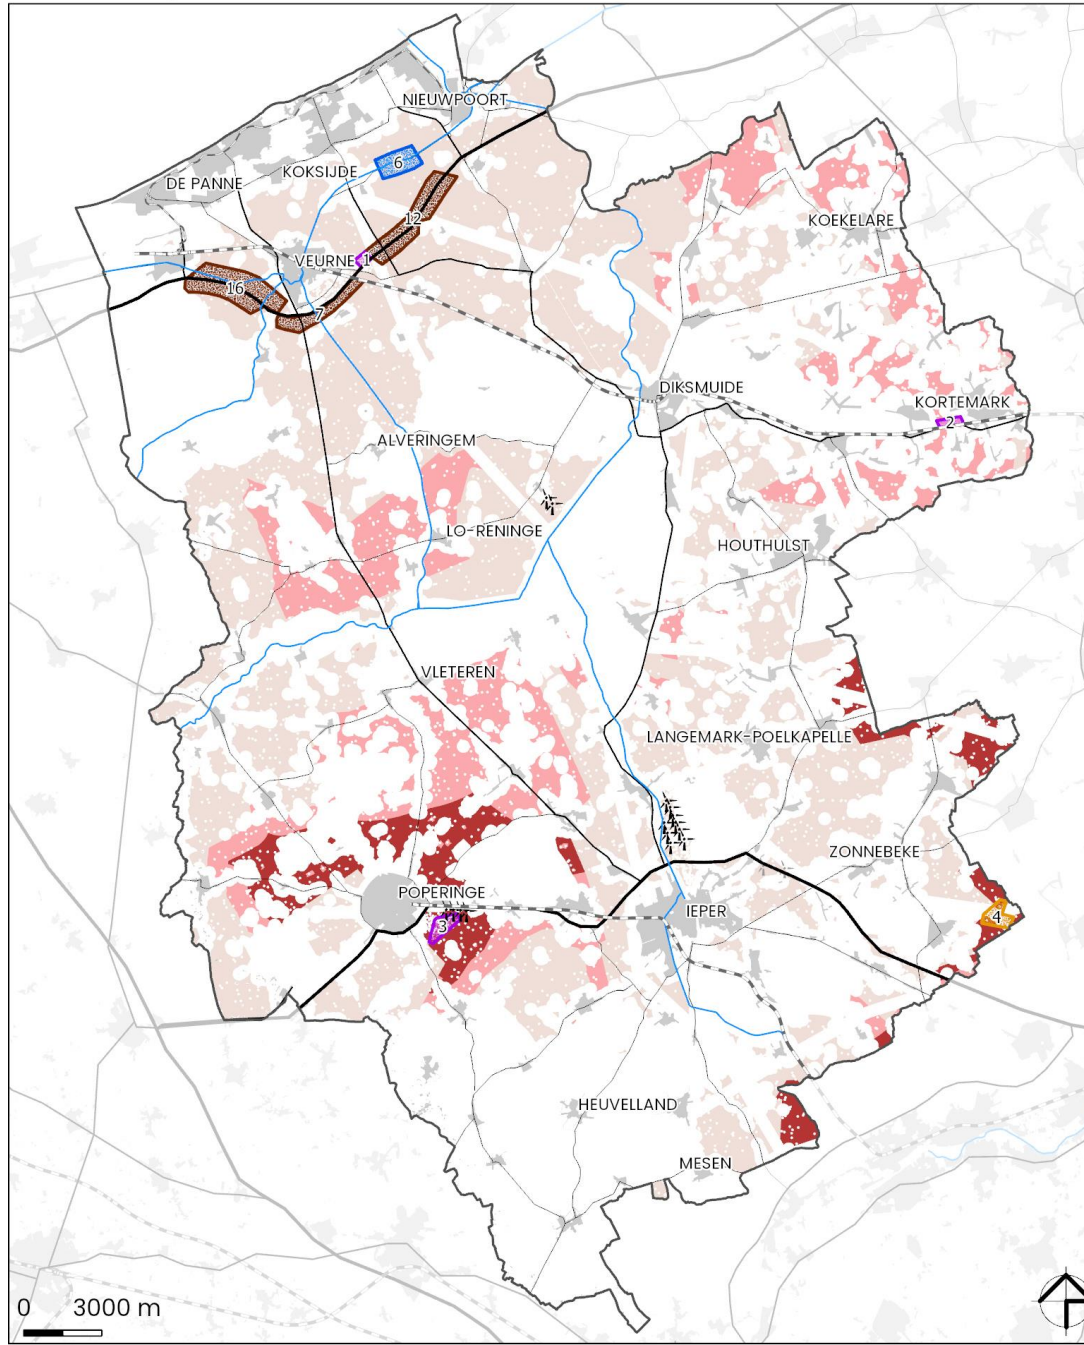 NIEUWPOORT
6
KOKSIJDE
DE PANNE
12
KOEKELARE
VEURNE
1
16
7
DIKSMUIDE
KORTEMARK
2
ALVERINGEM
LO-RENINGE
HOUTHULST
VLETEREN
LANGEMARK-POELKAPELLE
ZONNEBEKE
POPERINGE
IEPER
4
3
HEUVELLAND
MESEN
0 3000 m